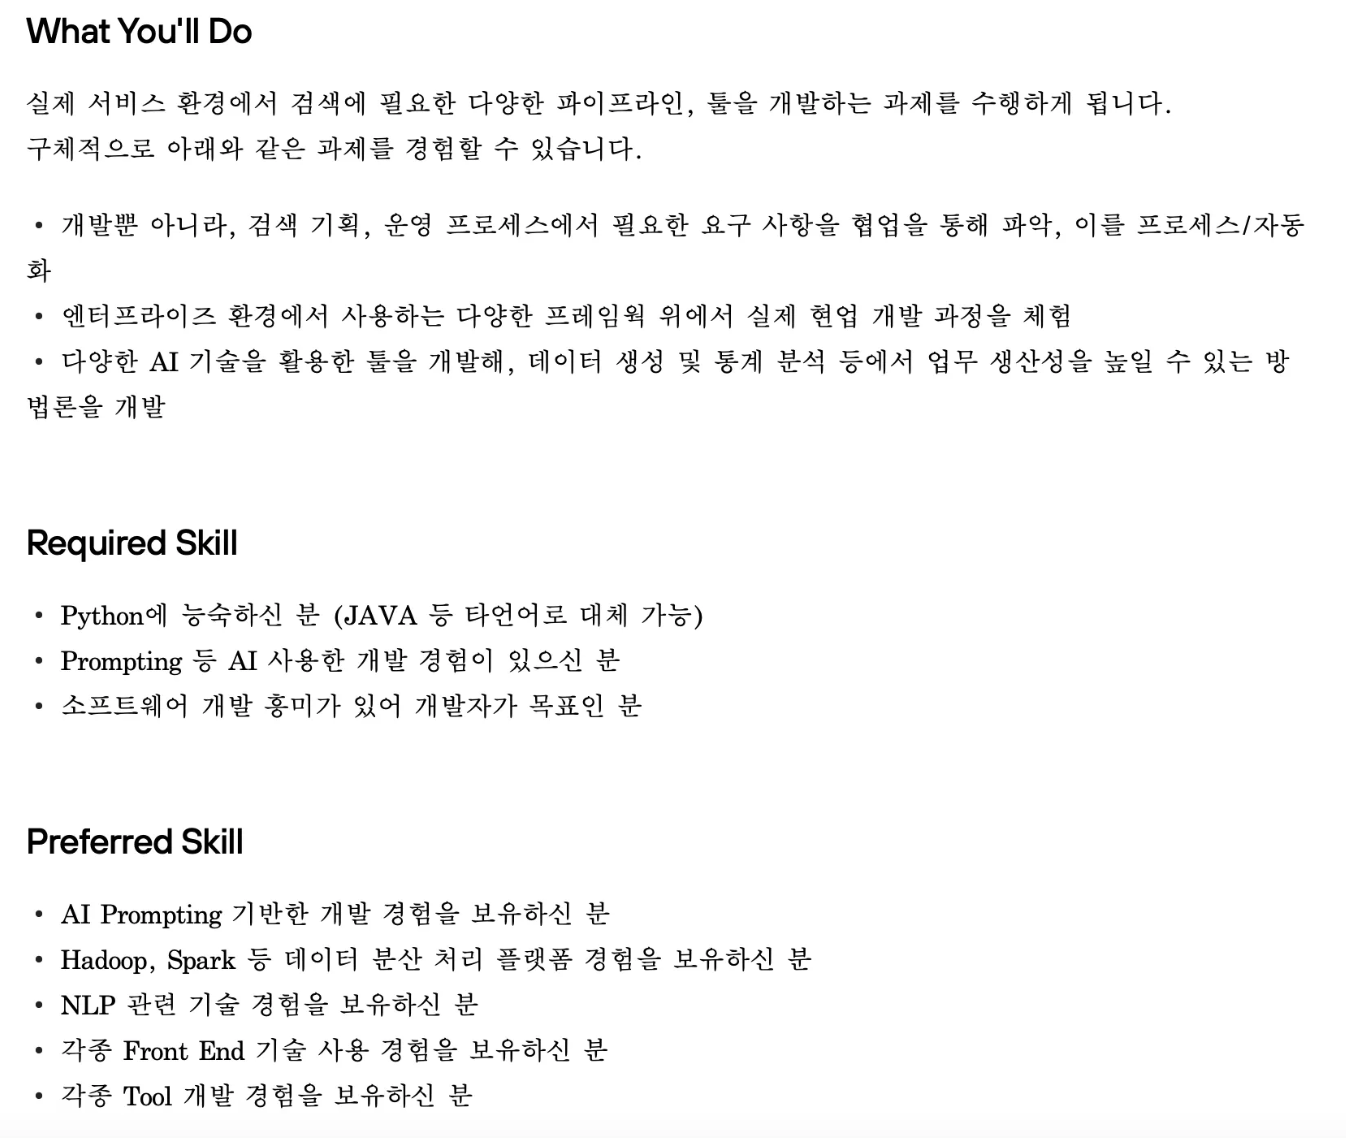 What You'll Do
실제 서비스 환경에서 검색에 필요한 다양한 파이프라인, 툴을 개발하는 과제를 수행하게 됩니다.
구체적으로 아래와 같은 과제를 경험할 수 있습니다.
• 개발뿐 아니라, 검색 기획, 운영 프로세스에서 필요한 요구 사항을 협업을 통해 파악, 이를 프로세스/자동
화
• 엔터프라이즈 환경에서 사용하는 다양한 프레임웍 위에서 실제 현업 개발 과정을 체험
• 다양한 AI 기술을 활용한 툴을 개발해, 데이터 생성 및 통계 분석 등에서 업무 생산성을 높일 수 있는 방
법론을 개발
Required Skill
• Python에 능숙하신 분 (JAVA 등 타언어로 대체 가능)
• Prompting 등 AI 사용한 개발 경험이 있으신 분
• 소프트웨어 개발 흥미가 있어 개발자가 목표인 분
Preferred Skill
• AI Prompting 기반한 개발 경험을 보유하신 분
• Hadoop, Spark 등 데이터 분산 처리 플랫폼 경험을 보유하신 분
• NLP 관련 기술 경험을 보유하신 분
• 각종 Front End 기술 사용 경험을 보유하신 분
• 각종 Tool 개발 경험을 보유하신 분